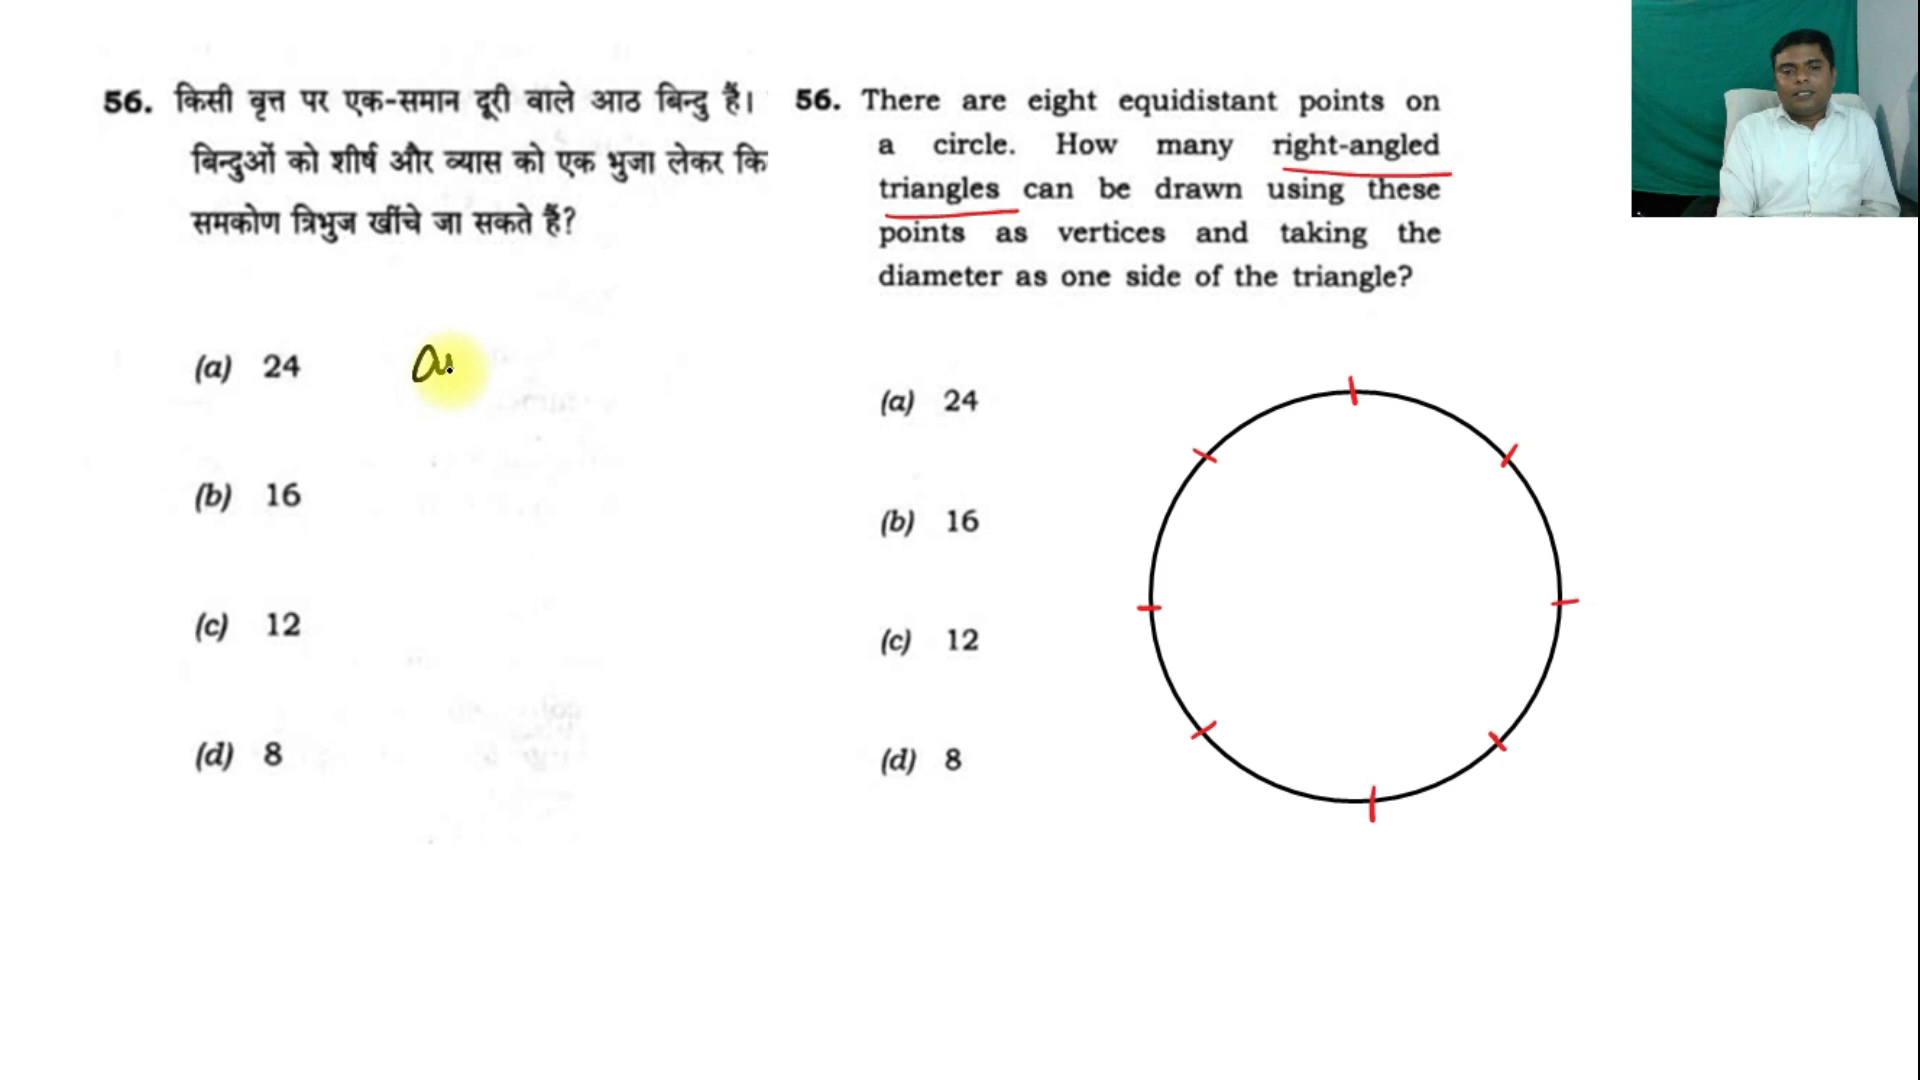 56. किसी वृत्त पर एक-समान दूरी वाले आठ बिन्दु हैं।
बिन्दुओं को शीर्ष और व्यास को एक भुजा लेकर कि
समकोण त्रिभुज खींचे जा सकते हैं?
(a) 24
(b) 16
(c) 12
(d) 8
56. There are eight equidistant points on
a circle. How many right-angled
triangles can be drawn using these
points as vertices and taking the
diameter as one side of the triangle?
(a) 24
(b) 16
(c) 12
(d) 8